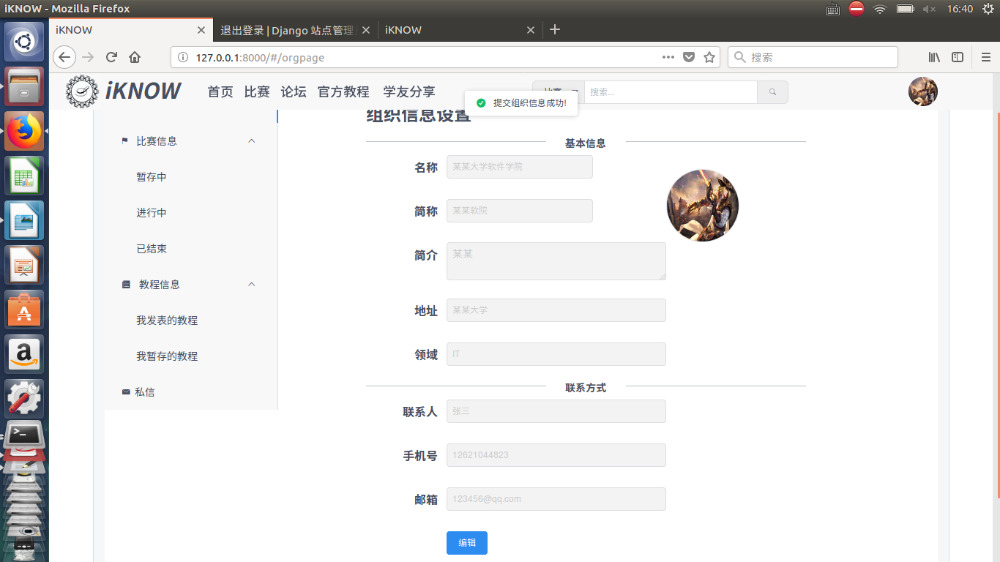 iKNOW - Mozilla Firefox
16:40
iKNOW
退出登录 | Django 站点管理
iKNOW
127.0.0.1:8000/#/orgpage
搜索
iKNOW
首页 比赛 论坛 官方教程 学友分享
搜索...
提交组织信息成功!
组织信息设置
比赛信息
暂存中
进行中
已结束
教程信息
我发表的教程
我暂存的教程
私信
基本信息
名称 某某大学软件学院
简称 某某软院
简介 某某
地址 某某大学
领域 IT
联系方式
联系人 张三
手机号 12621044823
邮箱 123456@qq.com
编辑